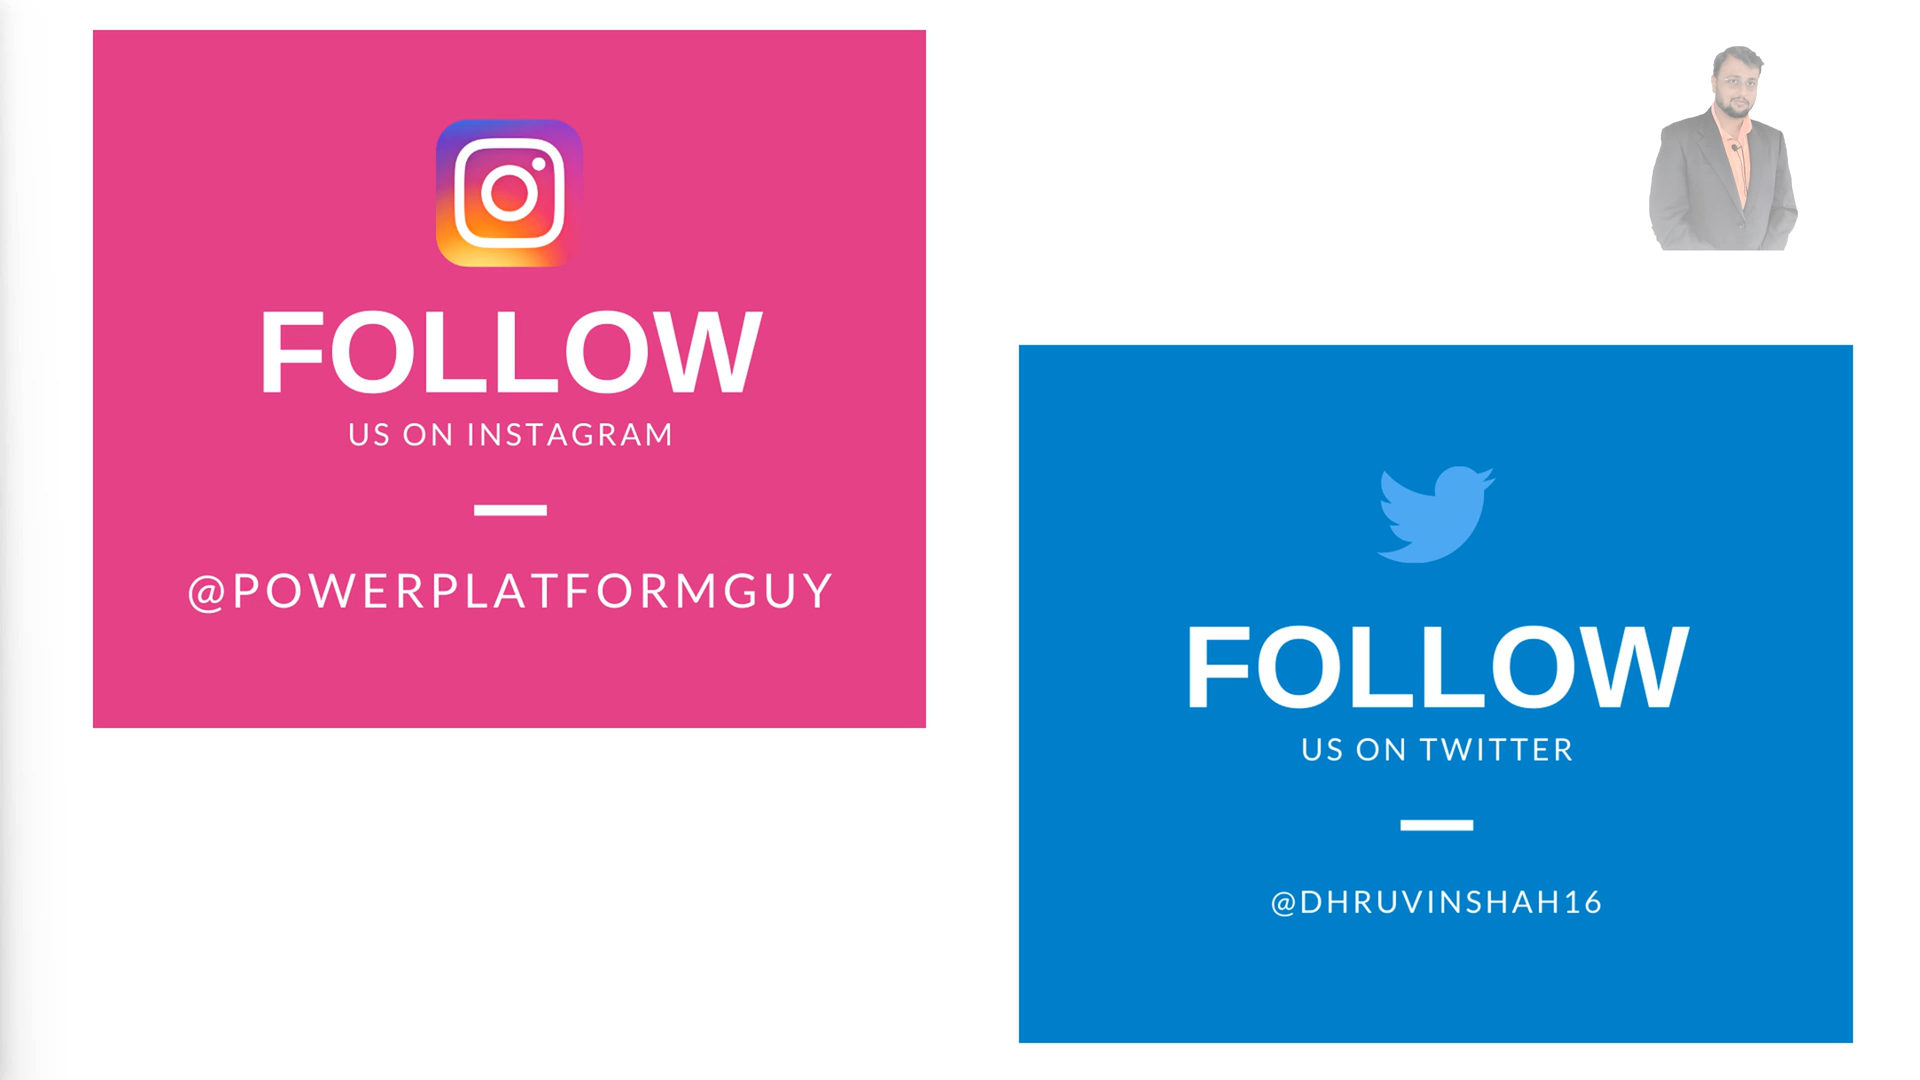 FOLLOW
US ON INSTAGRAM
@POWERPLATFORMGUY
FOLLOW
US ON TWITTER
@DHRUVINSHAH16